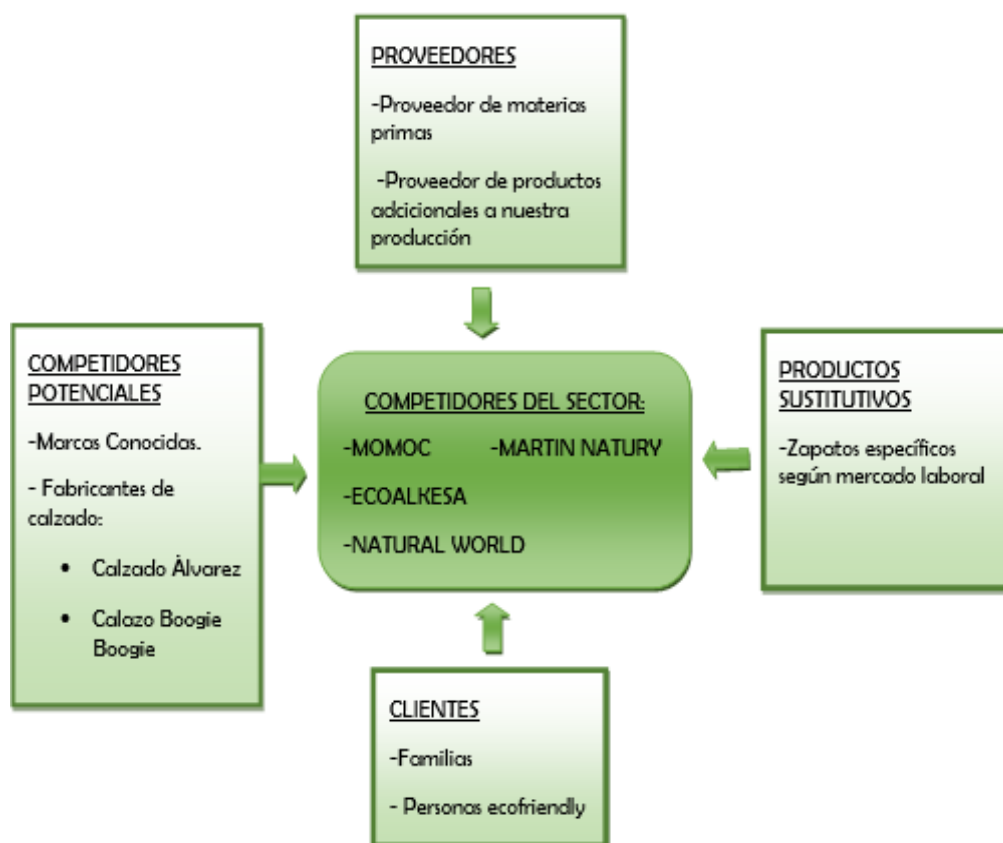 PROVEEDORES
-Proveedor de materias
primas
-Proveedor de productos
adcicionales a nuestra
producción
COMPETIDORES
POTENCIALES
-Marcas Conocidas.
- Fabricantes de
calzado:
• Calzado Álvarez
• Calazo Boogie
Boogie
COMPETIDORES DEL SECTOR:
-MOMOC -MARTIN NATURY
-ECOALKESA
-NATURAL WORLD
PRODUCTOS
SUSTITUTIVOS
-Zapatos específicos
según mercado laboral
CLIENTES
-Familias
- Personas ecofriendly